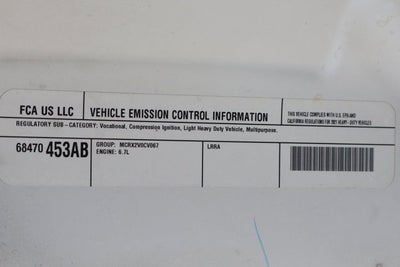 FCA US LLC
VEHICLE EMISSION CONTROL INFORMATION
THIS VEHICLE COMPLIES WITH U.S. EPA AND
CALIFORNIA REGULATIONS FOR 2021 HEAVY-DUTY VEHICLES
REGULATORY SUB-CATEGORY: Vocational, Compression Ignition, Light Heavy Duty Vehicle, Multipurpose.
68470 453AB
GROUP: MCRX2VOCV067
ENGINE: 6.7L
LRRA